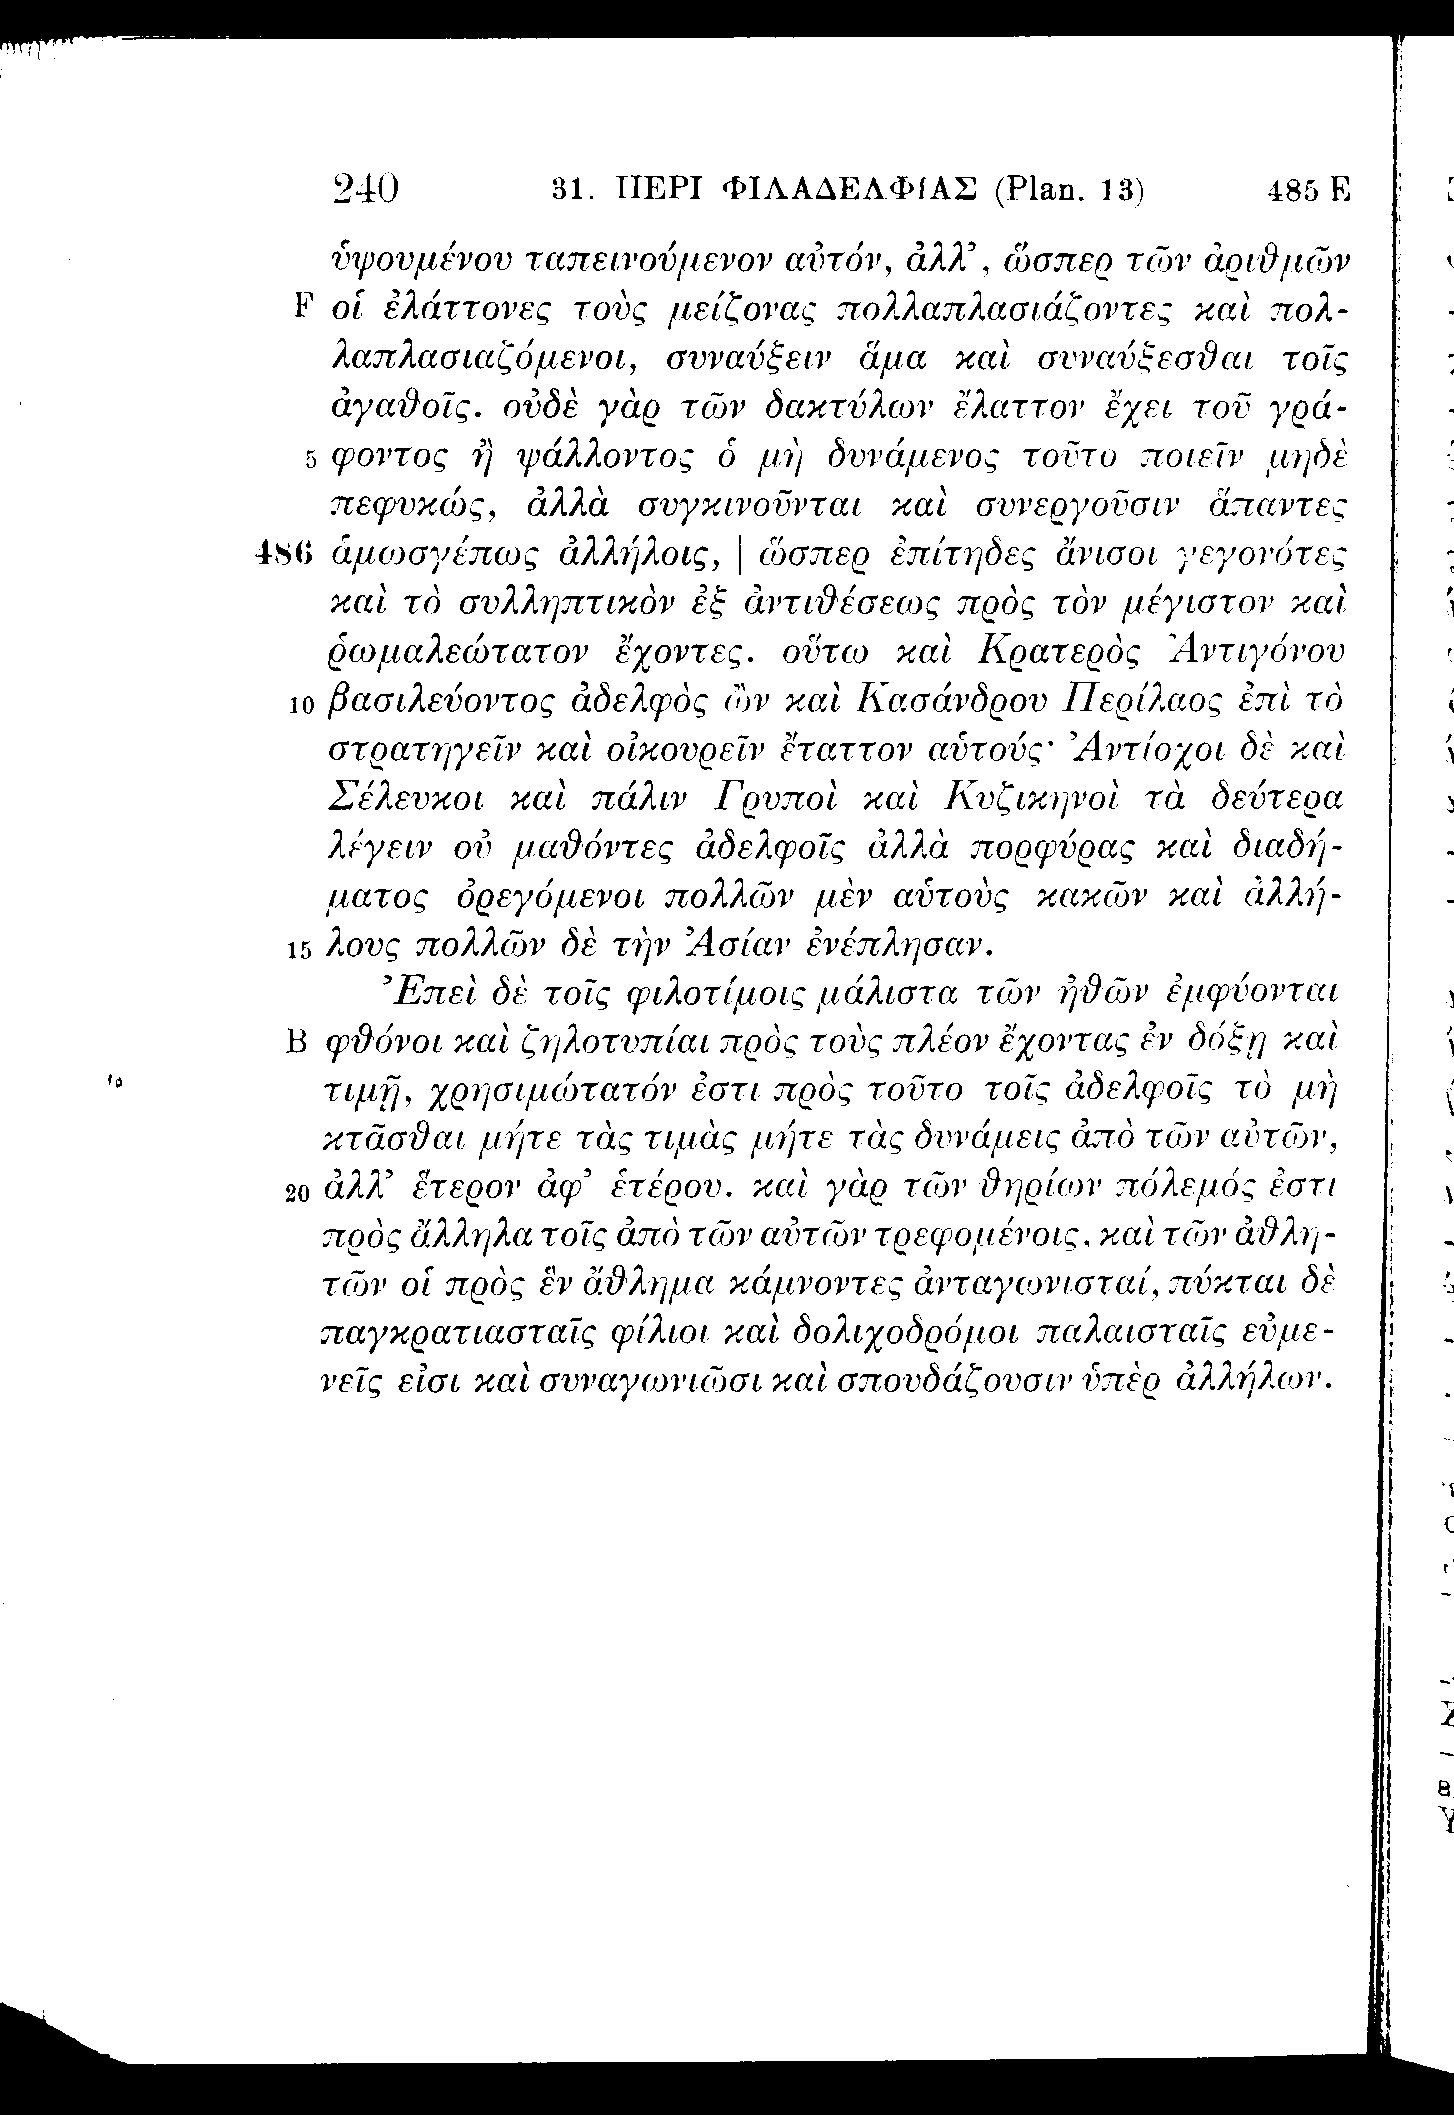 240 31. ΠΕΡΙ ΦΙΛΑΔΕΛΦΙΑΣ (Plan. 13) 485 E
ὑψουμένου ταπεινούμενον αὐτόν, ἀλλ’, ὥσπερ τῶν ἀριθμῶν
F οἱ ἐλάττονες τοὺς μείζονας πολλαπλασιάζοντες καὶ πολ-
λαπλασιαζόμενοι, συναύξειν ἅμα καὶ συναύξεσθαι τοῖς
ἀγαθοῖς. οὐδὲ γὰρ τῶν δακτύλων ἔλαττον ἔχει τοῦ γρά-
5 φοντος ἢ ψάλλοντος ὁ μὴ δυνάμενος τοῦτο ποιεῖν μηδὲ
πεφυκώς, ἀλλὰ συγκινοῦνται καὶ συνεργοῦσιν ἅπαντες
486 ἁμωσγέπως ἀλλήλοις, | ὥσπερ ἐπίτηδες ἄνισοι γεγονότες
καὶ τὸ συλληπτικὸν ἐξ ἀντιθέσεως πρὸς τὸν μέγιστον καὶ
ῥωμαλεώτατον ἔχοντες. οὕτω καὶ Κρατερὸς Ἀντιγόνου
10 βασιλεύοντος ἀδελφὸς ὢν καὶ Κασάνδρου Περίλαος ἐπὶ τὸ
στρατηγεῖν καὶ οἰκουρεῖν ἔταττον αὑτούς· Ἀντίοχοι δὲ καὶ
Σέλευκοι καὶ πάλιν Γρυποὶ καὶ Κυζικηνοὶ τὰ δεύτερα
λέγειν οὐ μαθόντες ἀδελφοῖς ἀλλὰ πορφύρας καὶ διαδή-
ματος ὀρεγόμενοι πολλῶν μὲν αὑτοὺς κακῶν καὶ ἀλλή-
15 λους πολλῶν δὲ τὴν Ἀσίαν ἐνέπλησαν.
Ἐπεὶ δὲ τοῖς φιλοτίμοις μάλιστα τῶν ἠθῶν ἐμφύονται
B φθόνοι καὶ ζηλοτυπίαι πρὸς τοὺς πλέον ἔχοντας ἐν δόξῃ καὶ
τιμῇ, χρησιμώτατόν ἐστι πρὸς τοῦτο τοῖς ἀδελφοῖς τὸ μὴ
κτᾶσθαι μήτε τὰς τιμὰς μήτε τὰς δυνάμεις ἀπὸ τῶν αὐτῶν,
20 ἀλλ’ ἕτερον ἀφ’ ἑτέρου. καὶ γὰρ τῶν θηρίων πόλεμός ἐστι
πρὸς ἄλληλα τοῖς ἀπὸ τῶν αὐτῶν τρεφομένοις, καὶ τῶν ἀθλη-
τῶν οἱ πρὸς ἓν ἄθλημα κάμνοντες ἀνταγωνισταί, πύκται δὲ
παγκρατιασταῖς φίλιοι καὶ δολιχοδρόμοι παλαισταῖς εὐμε-
νεῖς εἰσι καὶ συναγωνιῶσι καὶ σπουδάζουσιν ὑπὲρ ἀλλήλων.